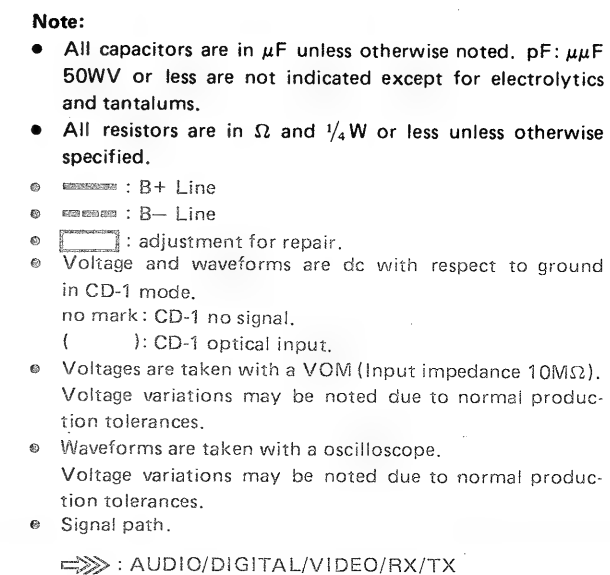 Note:
● All capacitors are in μF unless otherwise noted. pF: μμF
50WV or less are not indicated except for electrolytics
and tantalums.
● All resistors are in Ω and 1/4W or less unless otherwise
specified.
● : B+ Line
● : B— Line
● : adjustment for repair.
● Voltage and waveforms are dc with respect to ground
in CD-1 mode.
no mark: CD-1 no signal.
( ): CD-1 optical input.
● Voltages are taken with a VOM (Input impedance 10MΩ).
Voltage variations may be noted due to normal produc-
tion tolerances.
● Waveforms are taken with a oscilloscope.
Voltage variations may be noted due to normal produc-
tion tolerances.
● Signal path.
: AUDIO/DIGITAL/VIDEO/RX/TX